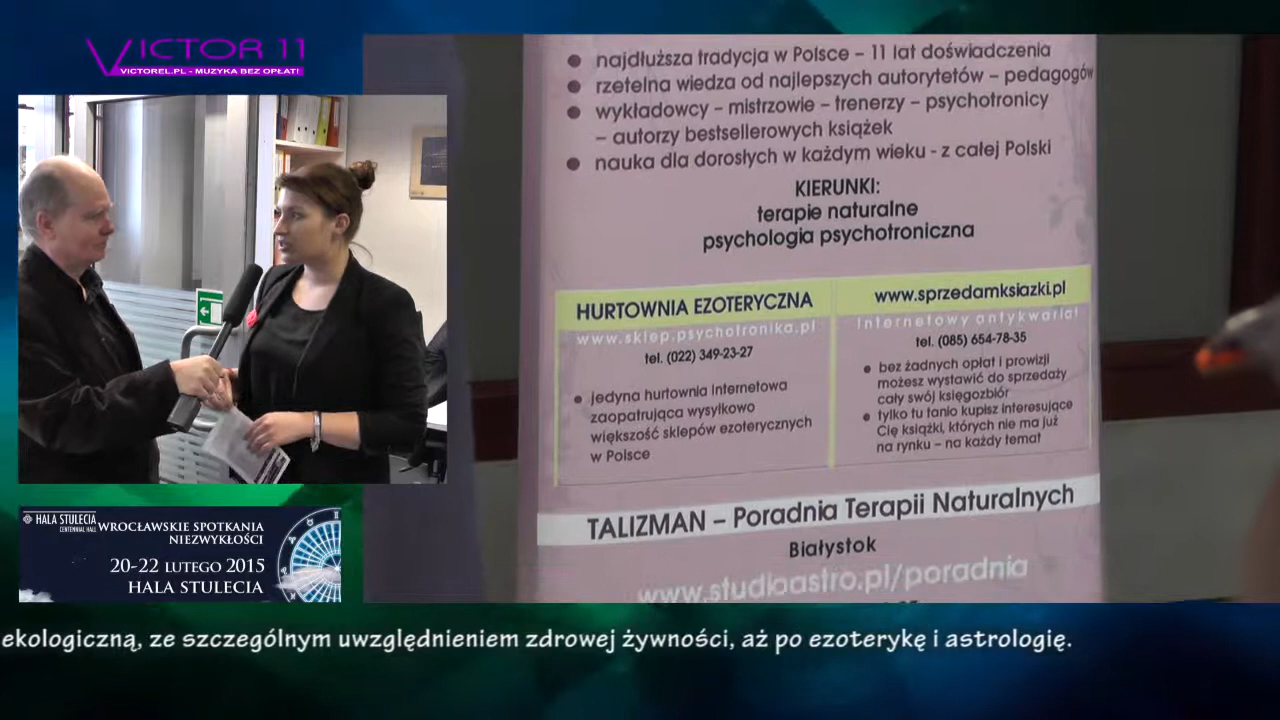 VICTOR 11
VICTOREL.PL - MUZYKA BEZ OPŁAT!
najdłuższa tradycja w Polsce – 11 lat doświadczenia
rzetelna wiedza od najlepszych autorytetów – pedagogów
wykładowcy – mistrzowie – trenerzy – psychotronicy
– autorzy bestsellerowych książek
nauka dla dorosłych w każdym wieku - z całej Polski
KIERUNKI:
terapie naturalne
psychologia psychotroniczna
HURTOWNIA EZOTERYCZNA
www.sklep.psychotronika.pl
tel. (022) 349-23-27
jedyna hurtownia internetowa
zaopatrująca wysyłkowo
większość sklepów ezoterycznych
w Polsce
www.sprzedamksiazki.pl
Internetowy antykwariat
tel. (085) 654-78-35
bez żadnych opłat i prowizji
możesz wystawić do sprzedaży
cały swój księgozbiór
tylko tu tanio kupisz interesujące
Cię książki, których nie ma już
na rynku – na każdy temat
TALIZMAN – Poradnia Terapii Naturalnych
Białystok
www.studioastro.pl/poradnia
HALA STULECIA
CENTENNIAL HALL
WROCŁAWSKIE SPOTKANIA
NIEZWYKŁOŚCI
20-22 LUTEGO 2015
HALA STULECIA
ekologiczną, ze szczególnym uwzględnieniem zdrowej żywności, aż po ezoterykę i astrologię.